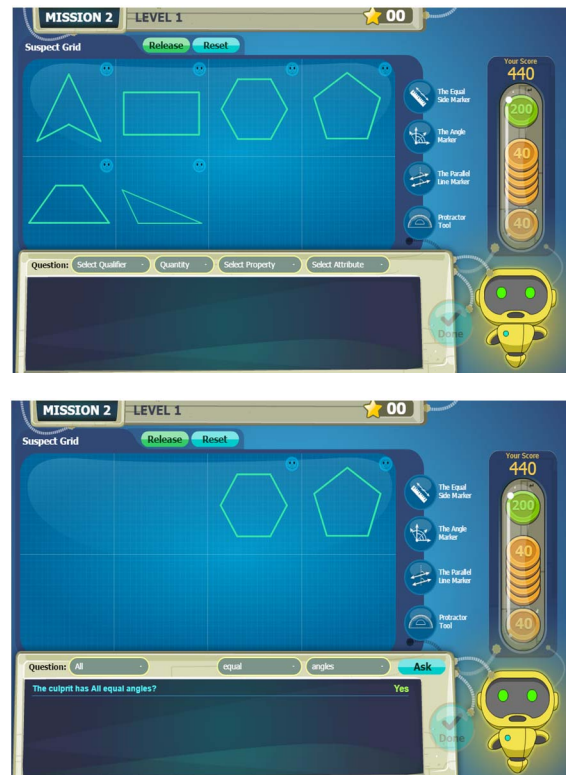 MISSION 2 LEVEL 1 00
Suspect Grid Release Reset
Your Score
440
200
40
40
The Equal
Side Marker
The Angle
Marker
The Parallel
Line Marker
Protractor
Tool
Question: Select Qualifier Quantity Select Property Select Attribute
Done
MISSION 2 LEVEL 1 00
Suspect Grid Release Reset
Your Score
440
200
40
40
The Equal
Side Marker
The Angle
Marker
The Parallel
Line Marker
Protractor
Tool
Question: All equal angles Ask
The culprit has All equal angles? Yes
Done